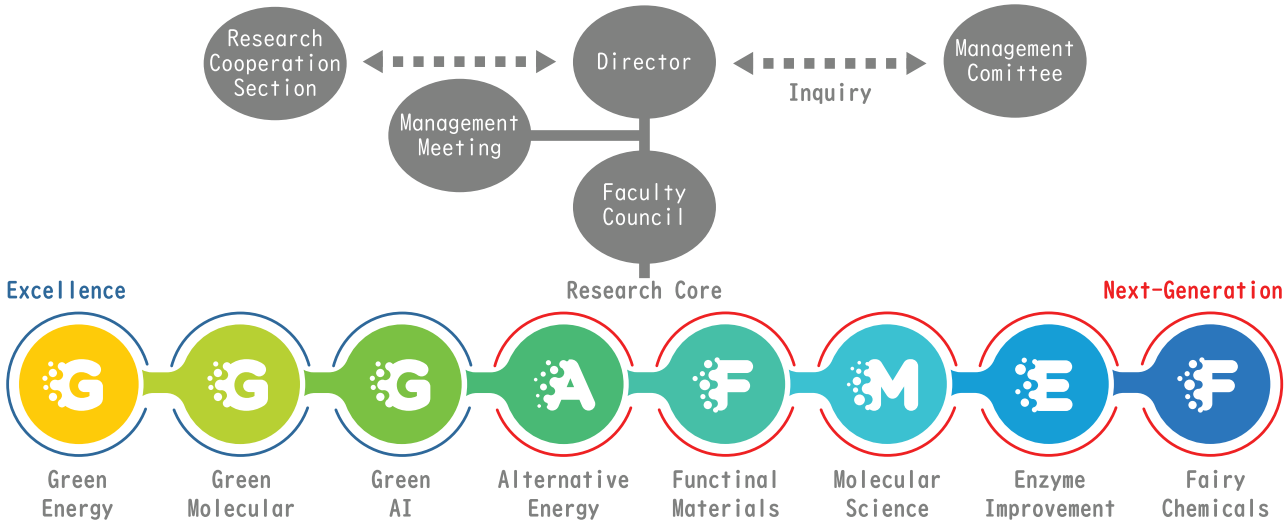 Research
Cooperation
Section
Director
Inquiry
Management
Comittee
Management
Meeting
Faculty
Council
Excellence
Research Core
Next-Generation
G
G
G
A
F
M
E
F
Green
Energy
Green
Molecular
Green
AI
Alternative
Energy
Functinal
Materials
Molecular
Science
Enzyme
Improvement
Fairy
Chemicals